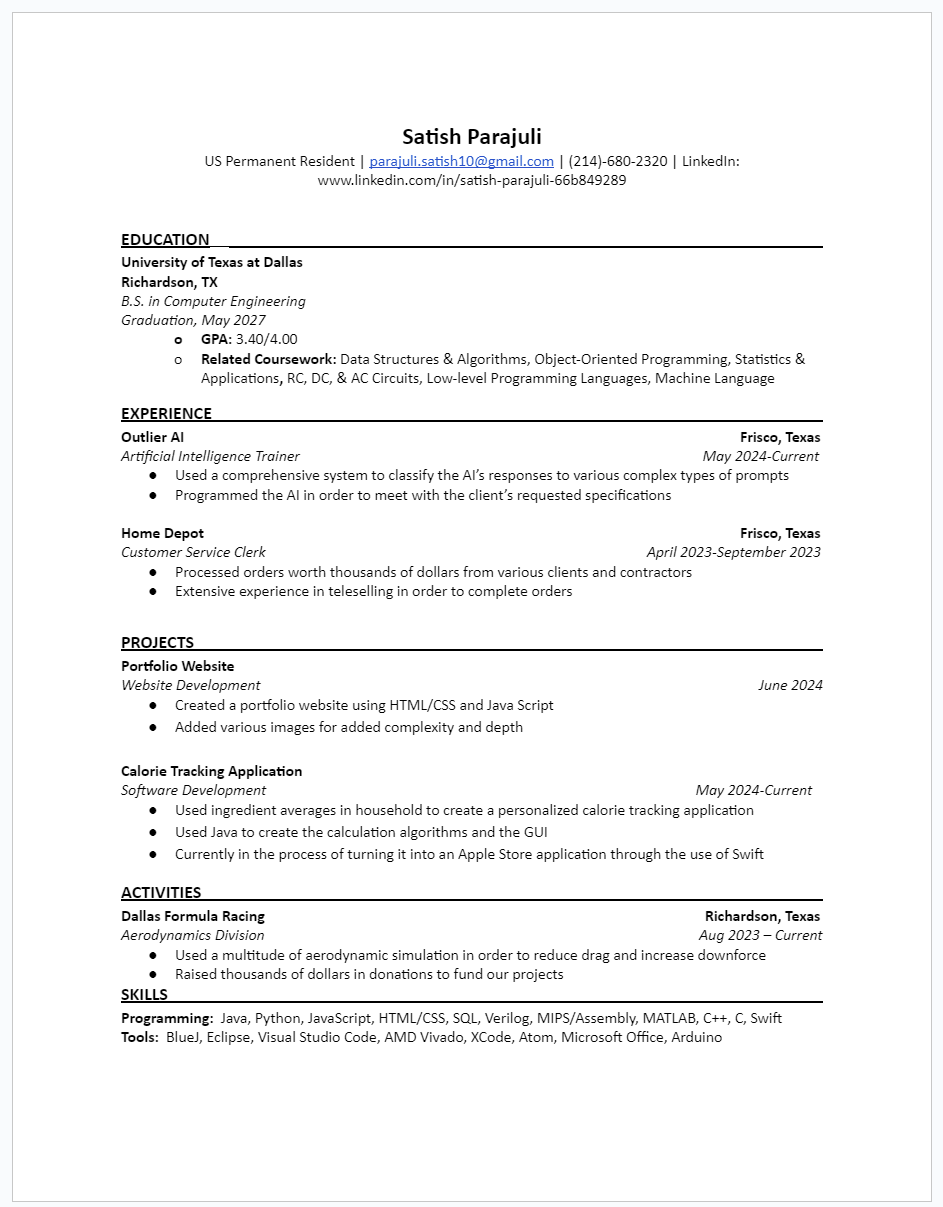 Satish Parajuli
US Permanent Resident | parajuli.satish10@gmail.com | (214)-680-2320 | LinkedIn:
www.linkedin.com/in/satish-parajuli-66b849289
EDUCATION
University of Texas at Dallas
Richardson, TX
B.S. in Computer Engineering
Graduation, May 2027
o GPA: 3.40/4.00
o Related Coursework: Data Structures & Algorithms, Object-Oriented Programming, Statistics &
Applications, RC, DC, & AC Circuits, Low-level Programming Languages, Machine Language
EXPERIENCE
Outlier AI Frisco, Texas
Artificial Intelligence Trainer May 2024-Current
● Used a comprehensive system to classify the AI’s responses to various complex types of prompts
● Programmed the AI in order to meet with the client’s requested specifications
Home Depot Frisco, Texas
Customer Service Clerk April 2023-September 2023
● Processed orders worth thousands of dollars from various clients and contractors
● Extensive experience in teleselling in order to complete orders
PROJECTS
Portfolio Website
Website Development June 2024
● Created a portfolio website using HTML/CSS and Java Script
● Added various images for added complexity and depth
Calorie Tracking Application
Software Development May 2024-Current
● Used ingredient averages in household to create a personalized calorie tracking application
● Used Java to create the calculation algorithms and the GUI
● Currently in the process of turning it into an Apple Store application through the use of Swift
ACTIVITIES
Dallas Formula Racing Richardson, Texas
Aerodynamics Division Aug 2023 – Current
● Used a multitude of aerodynamic simulation in order to reduce drag and increase downforce
● Raised thousands of dollars in donations to fund our projects
SKILLS
Programming: Java, Python, JavaScript, HTML/CSS, SQL, Verilog, MIPS/Assembly, MATLAB, C++, C, Swift
Tools: BlueJ, Eclipse, Visual Studio Code, AMD Vivado, XCode, Atom, Microsoft Office, Arduino